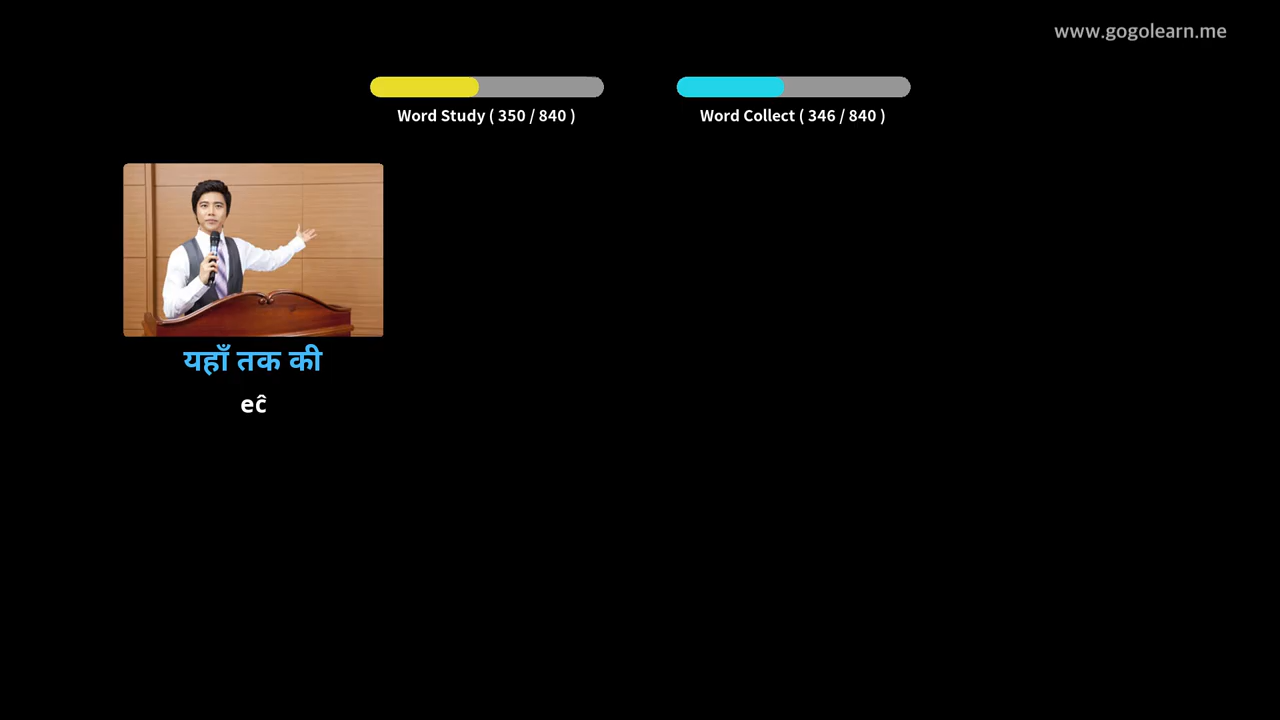 www.gogolearn.me
Word Study ( 350 / 840 )
Word Collect ( 346 / 840 )
यहाँ तक की
eĉ